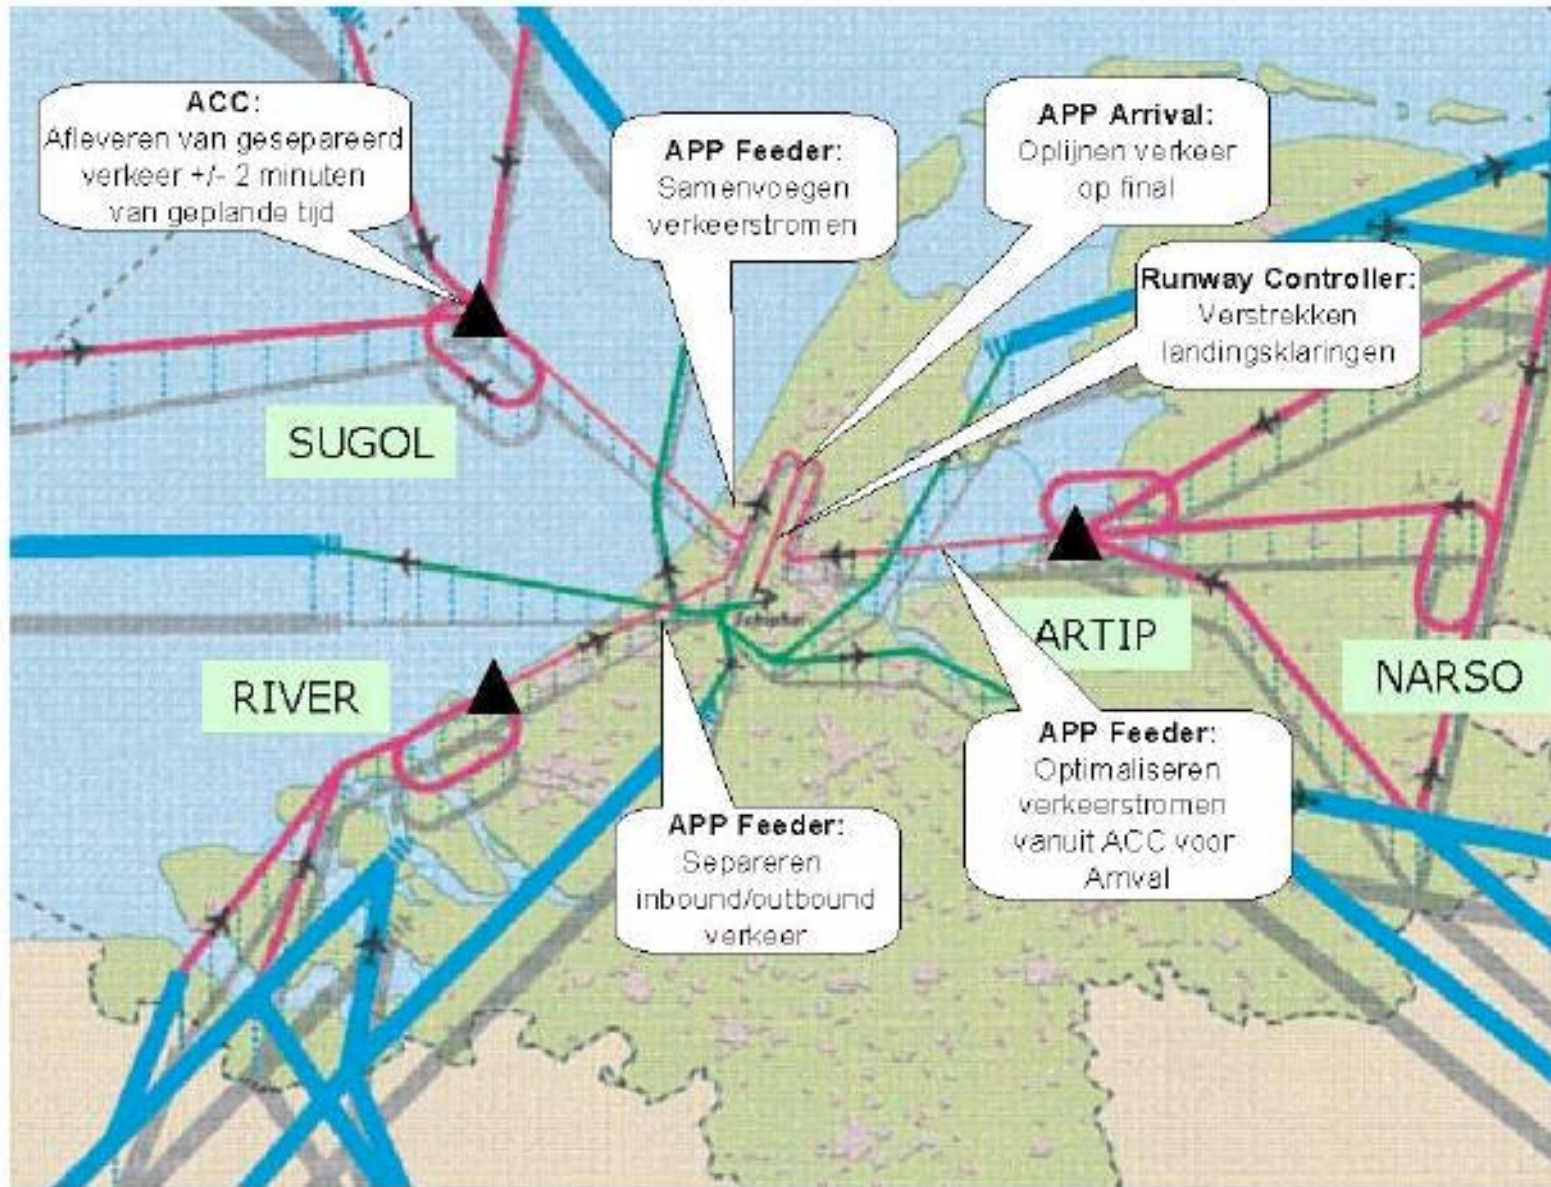 ACC:
Afleveren van gesepareerd
verkeer +/- 2 minuten
van geplande tijd
APP Feeder:
Samenvoegen
verkeerstromen
APP Arrival:
Oplijnen verkeer
op final
Runway Controller:
Verstrekken
landingsklaringen
SUGOL
Schiphol
ARTIP
NARSO
RIVER
APP Feeder:
Optimaliseren
verkeerstromen
vanuit ACC voor
Arrival
APP Feeder:
Separeren
inbound/outbound
verkeer